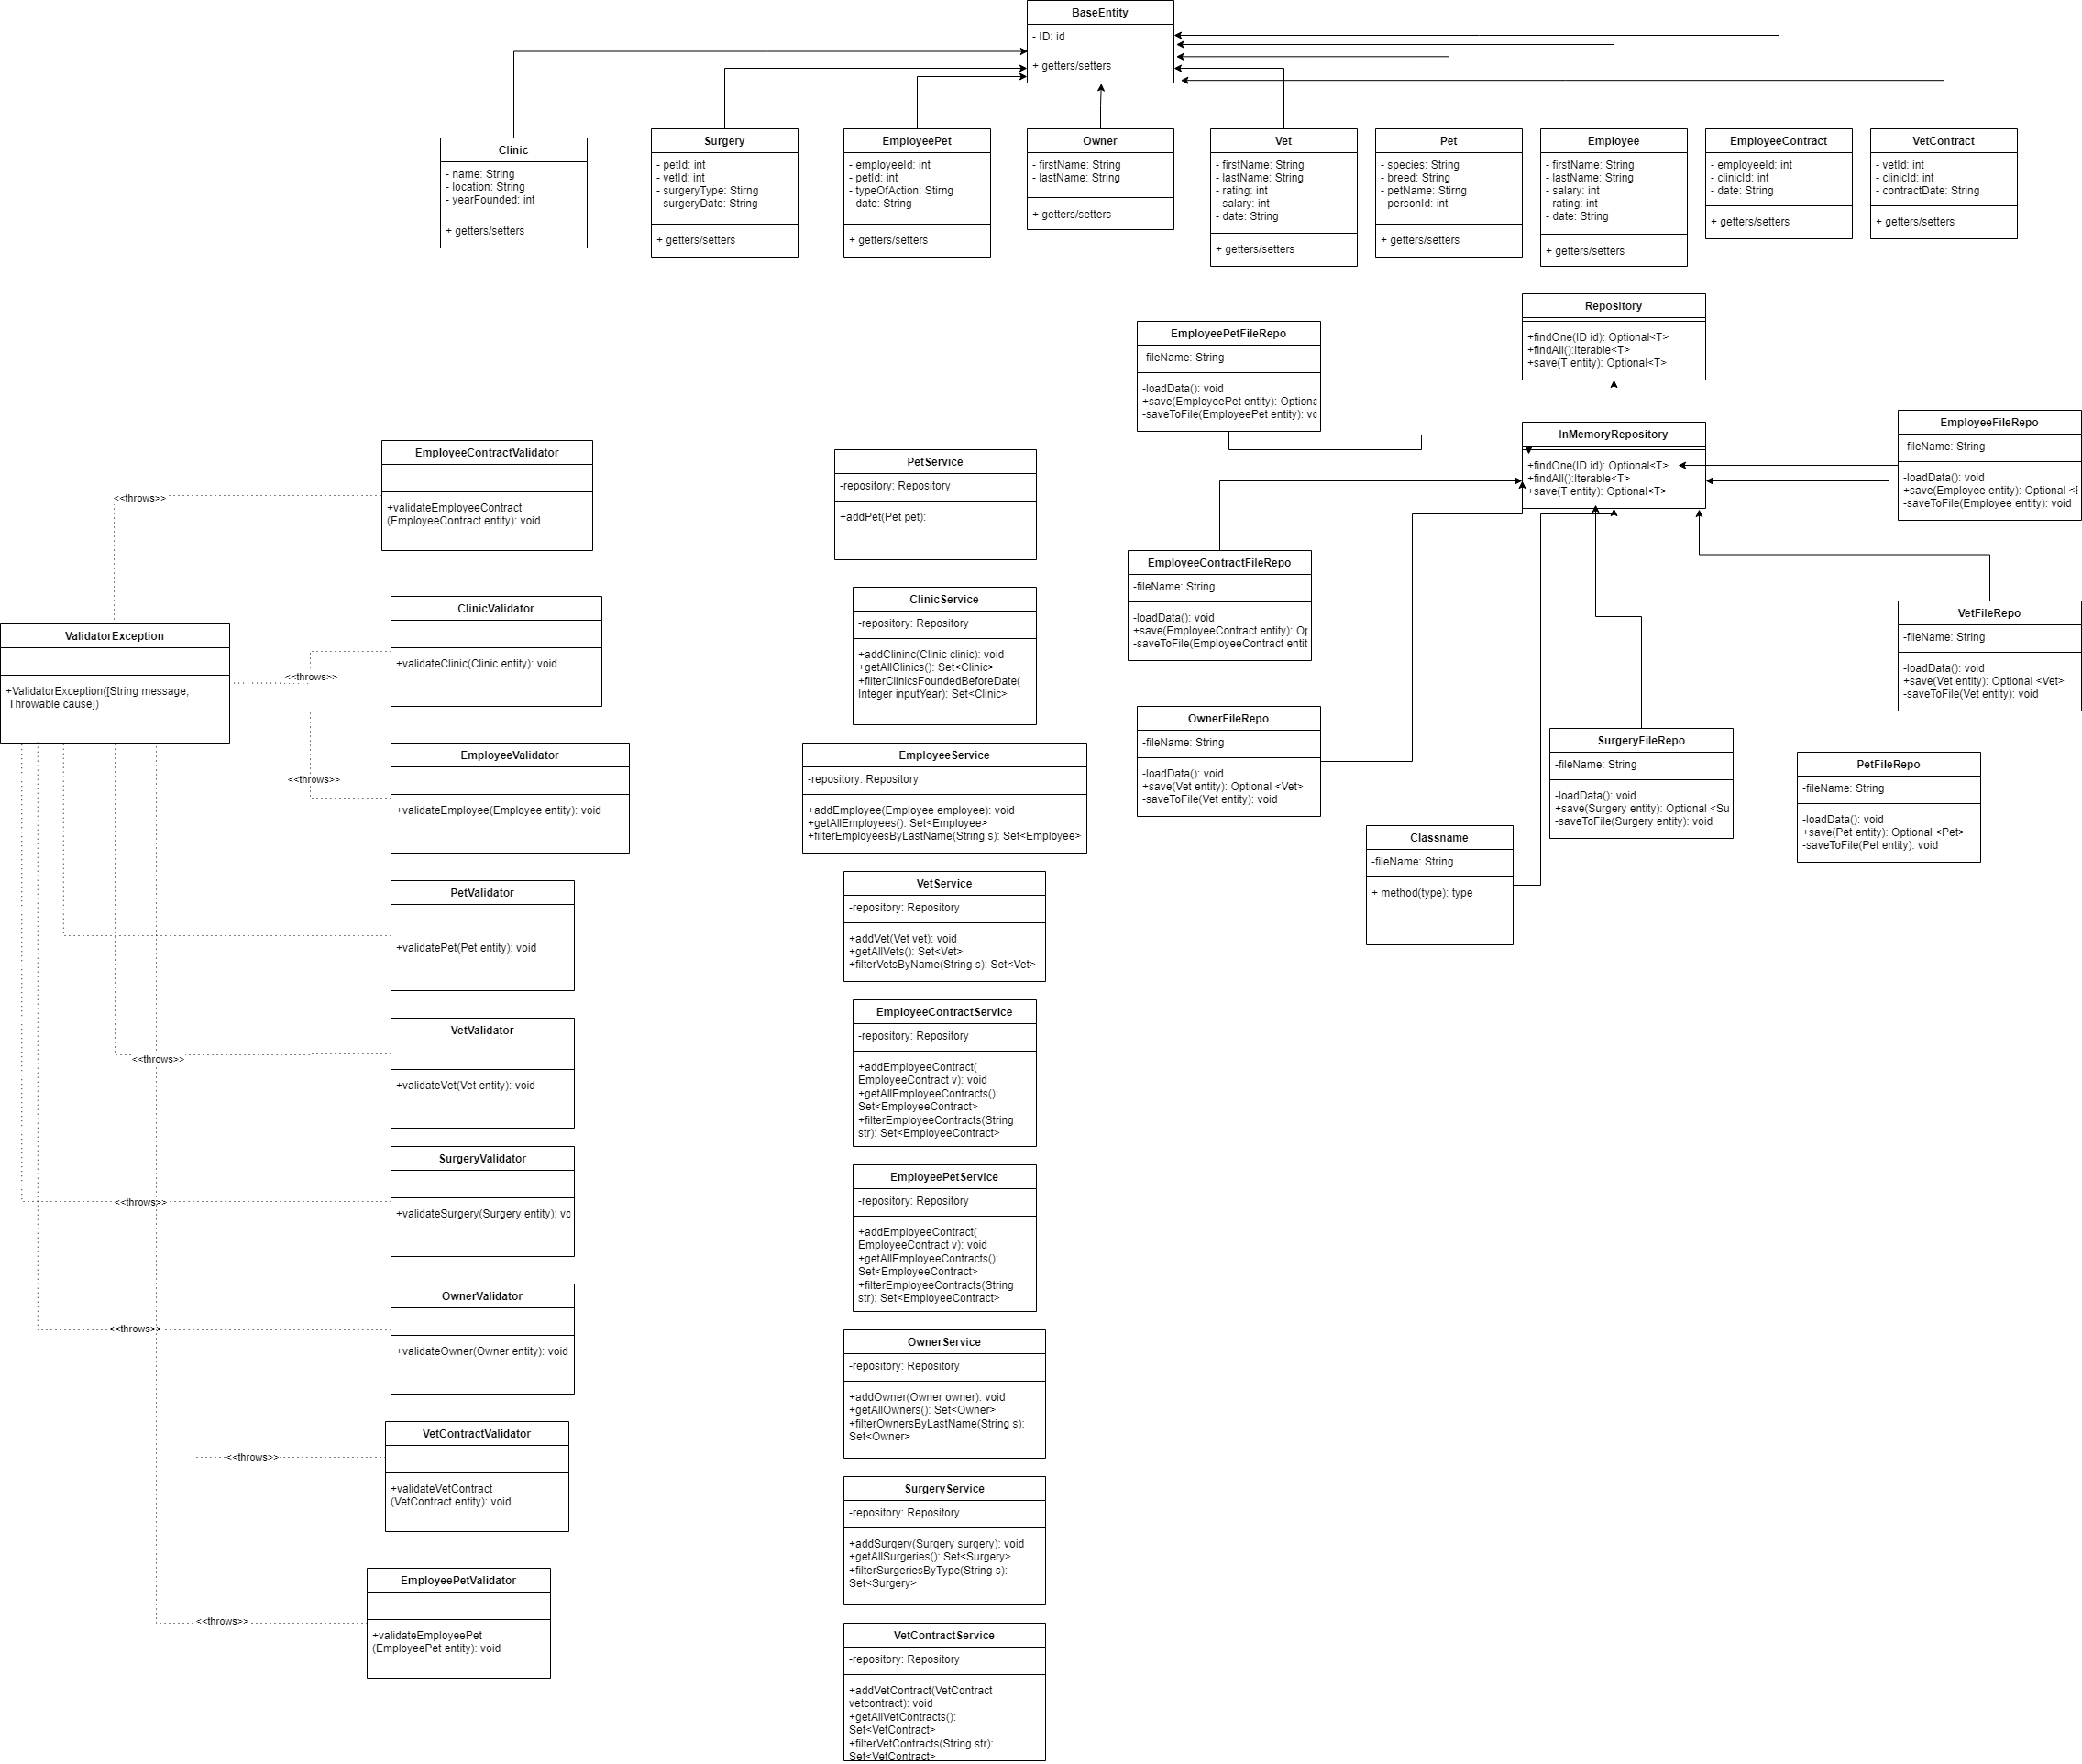 BaseEntity
- ID: id
+ getters/setters
Clinic
- name: String
- location: String
- yearFounded: int
+ getters/setters
Surgery
- petId: int
- vetId: int
- surgeryType: Stirng
- surgeryDate: String
+ getters/setters
EmployeePet
- employeeId: int
- petId: int
- typeOfAction: Stirng
- date: String
+ getters/setters
Owner
- firstName: String
- lastName: String
+ getters/setters
Vet
- firstName: String
- lastName: String
- rating: int
- salary: int
- date: String
+ getters/setters
Pet
- species: String
- breed: String
- petName: Stirng
- personId: int
+ getters/setters
Employee
- firstName: String
- lastName: String
- salary: int
- rating: int
- date: String
+ getters/setters
EmployeeContract
- employeeId: int
- clinicId: int
- date: String
+ getters/setters
VetContract
- vetId: int
- clinicId: int
- contractDate: String
+ getters/setters
Repository
+findOne(ID id): Optional<T>
+findAll():Iterable<T>
+save(T entity): Optional<T>
EmployeePetFileRepo
-fileName: String
-loadData(): void
+save(EmployeePet entity): Optiona
-saveToFile(EmployeePet entity): vo
InMemoryRepository
+findOne(ID id): Optional<T>
+findAll():Iterable<T>
+save(T entity): Optional<T>
EmployeeFileRepo
-fileName: String
-loadData(): void
+save(Employee entity): Optional <E
-saveToFile(Employee entity): void
EmployeeContractFileRepo
-fileName: String
-loadData(): void
+save(EmployeeContract entity): Op
-saveToFile(EmployeeContract entit
VetFileRepo
-fileName: String
-loadData(): void
+save(Vet entity): Optional <Vet>
-saveToFile(Vet entity): void
OwnerFileRepo
-fileName: String
-loadData(): void
+save(Vet entity): Optional <Vet>
-saveToFile(Vet entity): void
SurgeryFileRepo
-fileName: String
-loadData(): void
+save(Surgery entity): Optional <Su
-saveToFile(Surgery entity): void
PetFileRepo
-fileName: String
-loadData(): void
+save(Pet entity): Optional <Pet>
-saveToFile(Pet entity): void
Classname
-fileName: String
+ method(type): type
ValidatorException
+ValidatorException([String message,
Throwable cause])
<<throws>>
<<throws>>
<<throws>>
<<throws>>
<<throws>>
<<throws>>
<<throws>>
<<throws>>
EmployeeContractValidator
+validateEmployeeContract
(EmployeeContract entity): void
ClinicValidator
+validateClinic(Clinic entity): void
EmployeeValidator
+validateEmployee(Employee entity): void
PetValidator
+validatePet(Pet entity): void
VetValidator
+validateVet(Vet entity): void
SurgeryValidator
+validateSurgery(Surgery entity): vo
OwnerValidator
+validateOwner(Owner entity): void
VetContractValidator
+validateVetContract
(VetContract entity): void
EmployeePetValidator
+validateEmployeePet
(EmployeePet entity): void
PetService
-repository: Repository
+addPet(Pet pet):
ClinicService
-repository: Repository
+addClininc(Clinic clinic): void
+getAllClinics(): Set<Clinic>
+filterClinicsFoundedBeforeDate(
Integer inputYear): Set<Clinic>
EmployeeService
-repository: Repository
+addEmployee(Employee employee): void
+getAllEmployees(): Set<Employee>
+filterEmployeesByLastName(String s): Set<Employee>
VetService
-repository: Repository
+addVet(Vet vet): void
+getAllVets(): Set<Vet>
+filterVetsByName(String s): Set<Vet>
EmployeeContractService
-repository: Repository
+addEmployeeContract(
EmployeeContract v): void
+getAllEmployeeContracts():
Set<EmployeeContract>
+filterEmployeeContracts(String
str): Set<EmployeeContract>
EmployeePetService
-repository: Repository
+addEmployeeContract(
EmployeeContract v): void
+getAllEmployeeContracts():
Set<EmployeeContract>
+filterEmployeeContracts(String
str): Set<EmployeeContract>
OwnerService
-repository: Repository
+addOwner(Owner owner): void
+getAllOwners(): Set<Owner>
+filterOwnersByLastName(String s):
Set<Owner>
SurgeryService
-repository: Repository
+addSurgery(Surgery surgery): void
+getAllSurgeries(): Set<Surgery>
+filterSurgeriesByType(String s):
Set<Surgery>
VetContractService
-repository: Repository
+addVetContract(VetContract
vetcontract): void
+getAllVetContracts():
Set<VetContract>
+filterVetContracts(String str):
Set<VetContract>